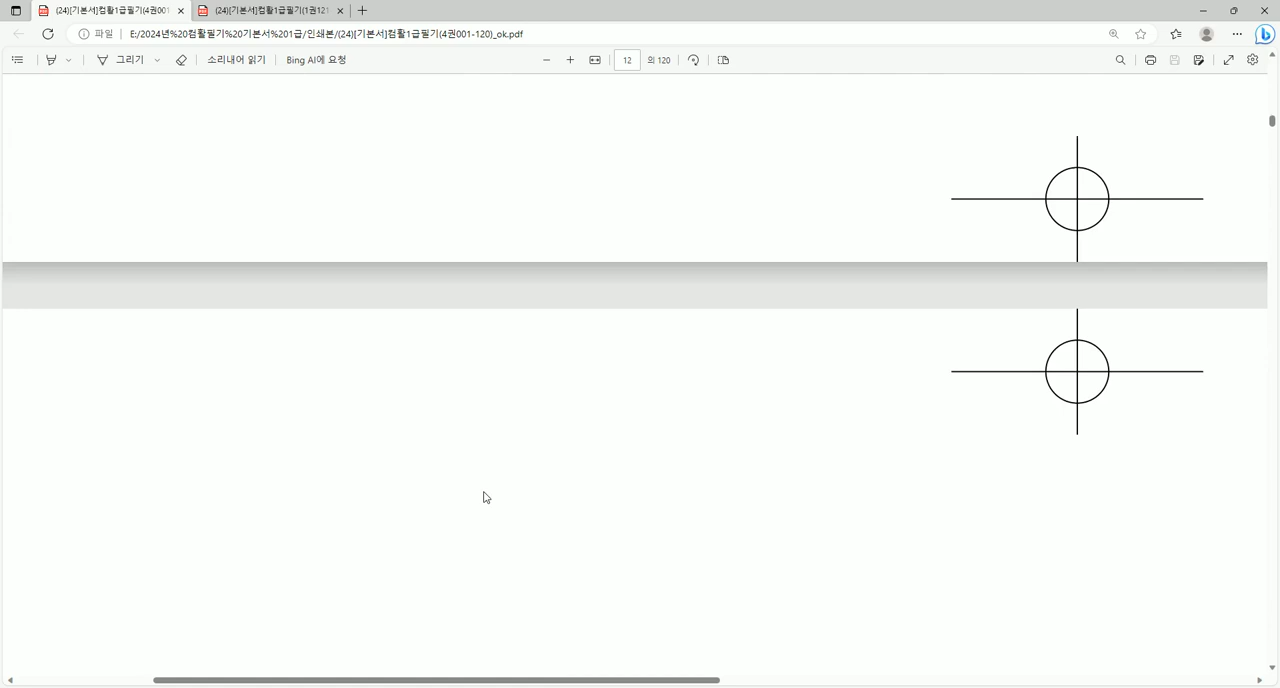 (24)[기본서]컴활1급필기(4권001
(24)[기본서]컴활1급필기(1권121
파일
E:/2024년%20컴활필기%20기본서%201급/인쇄본/(24)[기본서]컴활1급필기(4권001-120)_ok.pdf
그리기
소리내어 읽기
Bing AI에 요청
12
의 120